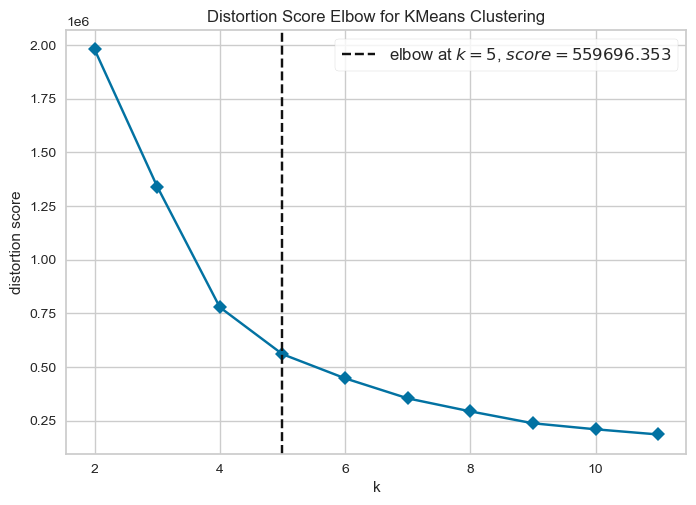 Distortion Score Elbow for KMeans Clustering
1e6
elbow at k = 5, score = 559696.353
2.00
1.75
1.50
1.25
1.00
0.75
0.50
0.25
distortion score
2 4 6 8 10
k